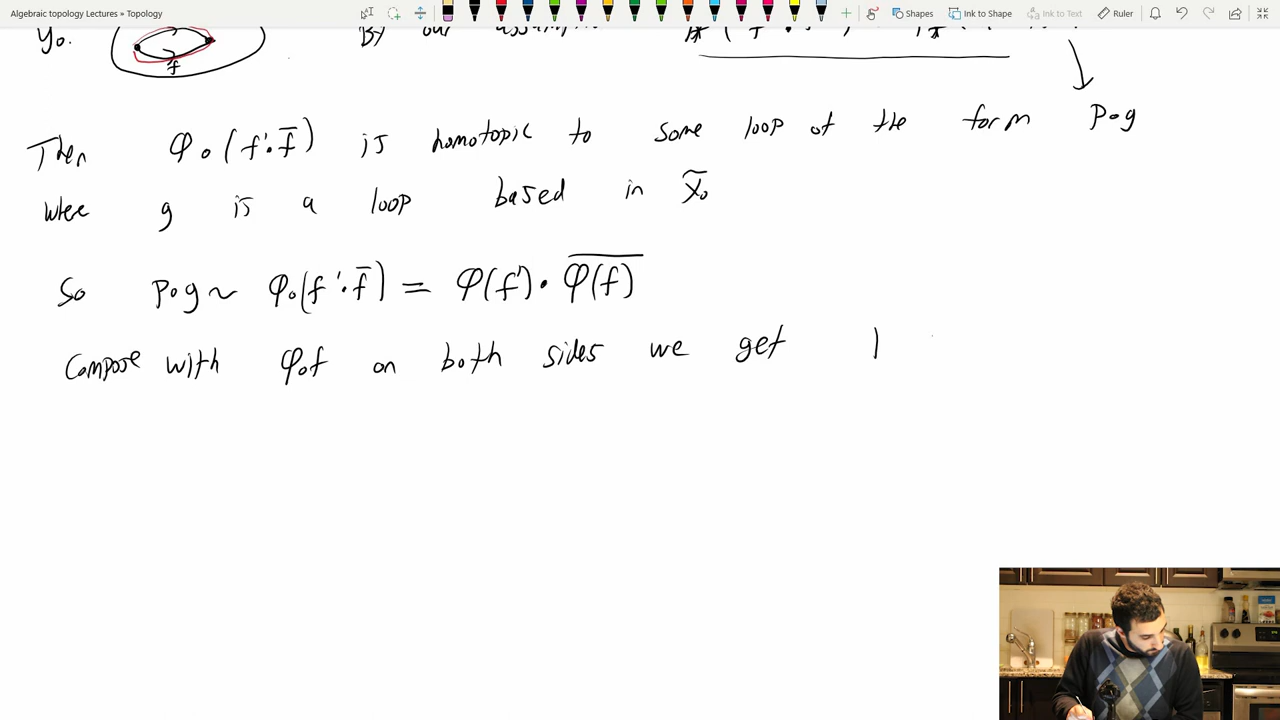 Algebraic topology Lectures – Topology
Shapes
Ink to Shape
Ink to Text
Ruler
y₀.
f
By our
Then φ∘(f'·f̅) is homotopic to some loop of the form p∘g
Where g is a loop based in x̃₀
So p∘g ~ φ∘(f'·f̅) = φ(f')·\overline{φ(f)}
Compose with φ∘f on both sides we get